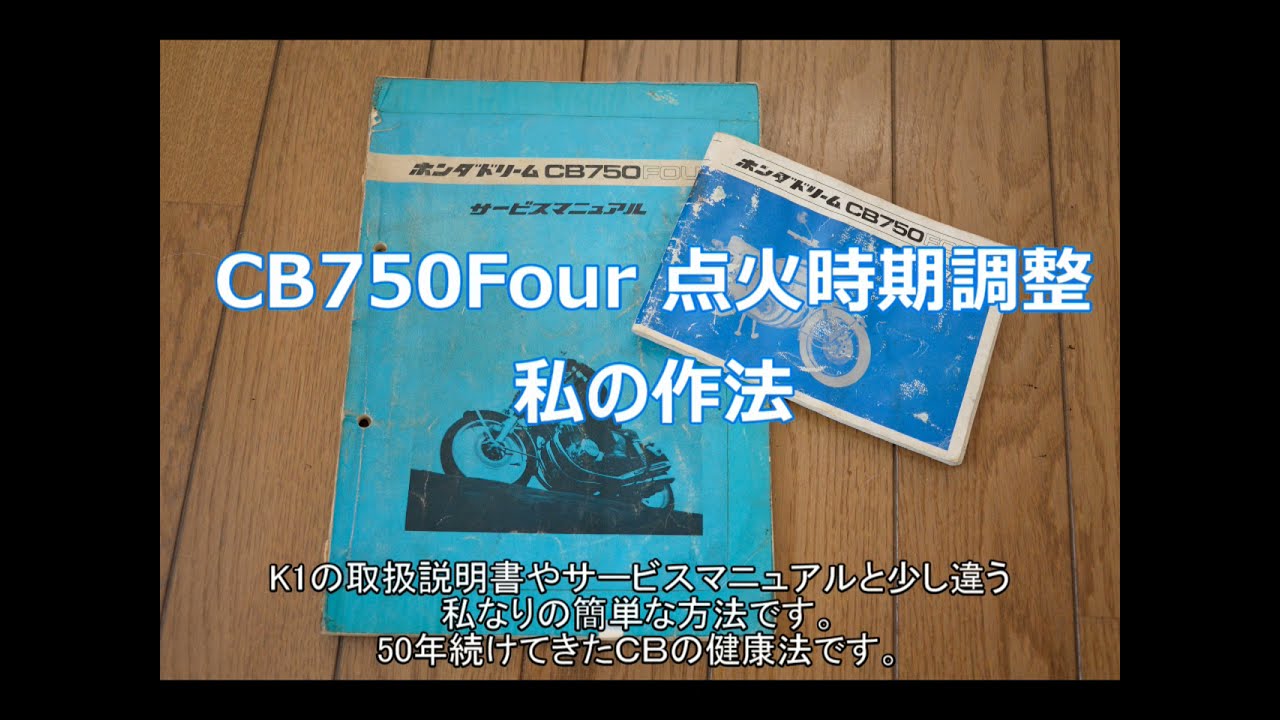 ホンダドリーム CB750 FOUR
サービスマニュアル
ホンダドリーム CB750
CB750Four 点火時期調整
私の作法
K1の取扱説明書やサービスマニュアルと少し違う
私なりの簡単な方法です。
50年続けてきたCBの健康法です。